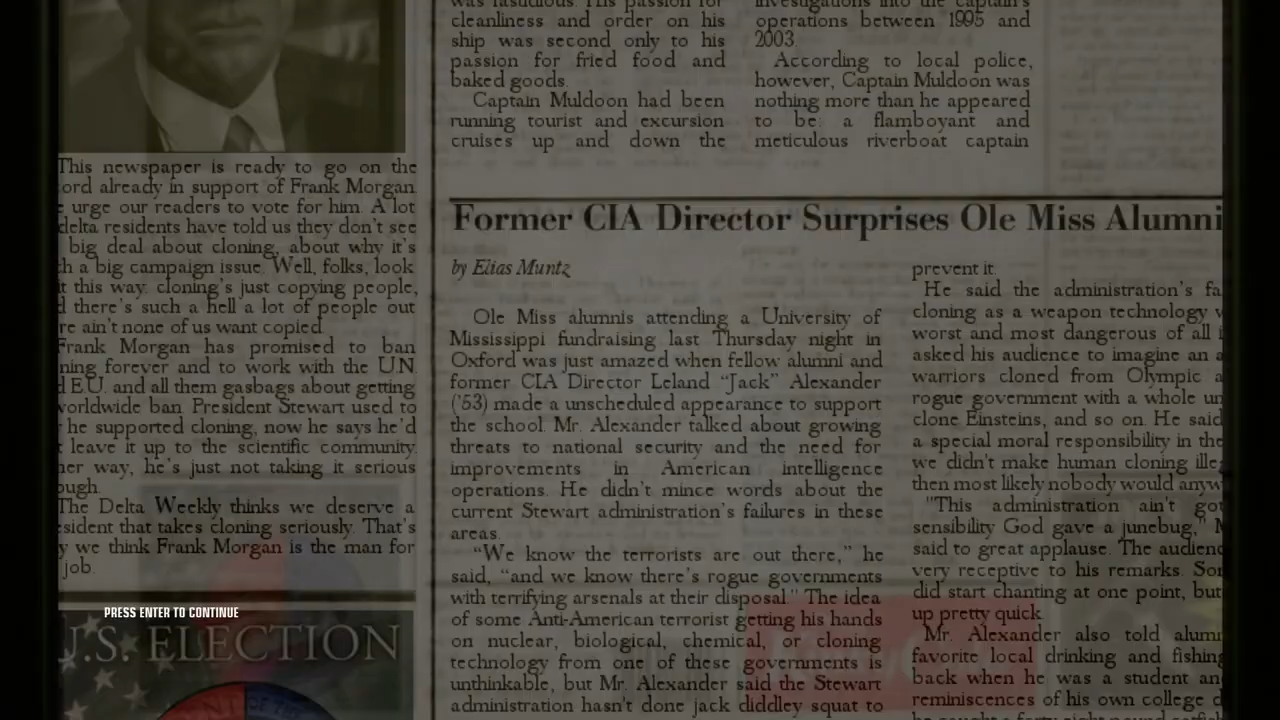 This newspaper is ready to go on the
ord already in support of Frank Morgan
e urge our readers to vote for him. A lot
delta residents have told us they don't see
big deal about cloning, about why it's
h a big campaign issue. Well, folks, look
it this way: cloning's just copying people,
d there's such a hell a lot of people out
re ain't none of us want copied.
Frank Morgan has promised to ban
ning forever and to work with the U.N.
d E.U. and all them gasbags about getting
worldwide ban. President Stewart used to
he supported cloning, now he says he'd
t leave it up to the scientific community.
her way, he's just not taking it serious
ough.
The Delta Weekly thinks we deserve a
esident that takes cloning seriously. That's
y we think Frank Morgan is the man for
job.
PRESS ENTER TO CONTINUE
U.S. ELECTION
was fastidious. His passion for
cleanliness and order on his
ship was second only to his
passion for fried food and
baked goods.
Captain Muldoon had been
running tourist and excursion
cruises up and down the
investigations into the captain's
operations between 1995 and
2003.
According to local police,
however, Captain Muldoon was
nothing more than he appeared
to be: a flamboyant and
meticulous riverboat captain
Former CIA Director Surprises Ole Miss Alumni
by Elias Muntz
Ole Miss alumnis attending a University of
Mississippi fundraising last Thursday night in
Oxford was just amazed when fellow alumni and
former CIA Director Leland "Jack" Alexander
('53) made a unscheduled appearance to support
the school. Mr. Alexander talked about growing
threats to national security and the need for
improvements in American intelligence
operations. He didn't mince words about the
current Stewart administration's failures in these
areas.
"We know the terrorists are out there," he
said, "and we know there's rogue governments
with terrifying arsenals at their disposal." The idea
of some Anti-American terrorist getting his hands
on nuclear, biological, chemical, or cloning
technology from one of these governments is
unthinkable, but Mr. Alexander said the Stewart
administration hasn't done jack diddley squat to
prevent it.
He said the administration's fa
cloning as a weapon technology w
worst and most dangerous of all i
asked his audience to imagine an a
warriors cloned from Olympic a
rogue government with a whole un
clone Einsteins, and so on. He said
a special moral responsibility in the
we didn't make human cloning ille
then most likely nobody would anyw
"This administration ain't got
sensibility God gave a junebug," M
said to great applause. The audienc
very receptive to his remarks. Som
did start chanting at one point, but
up pretty quick.
Mr. Alexander also told alumn
favorite local drinking and fishing
back when he was a student and
reminiscences of his own college d